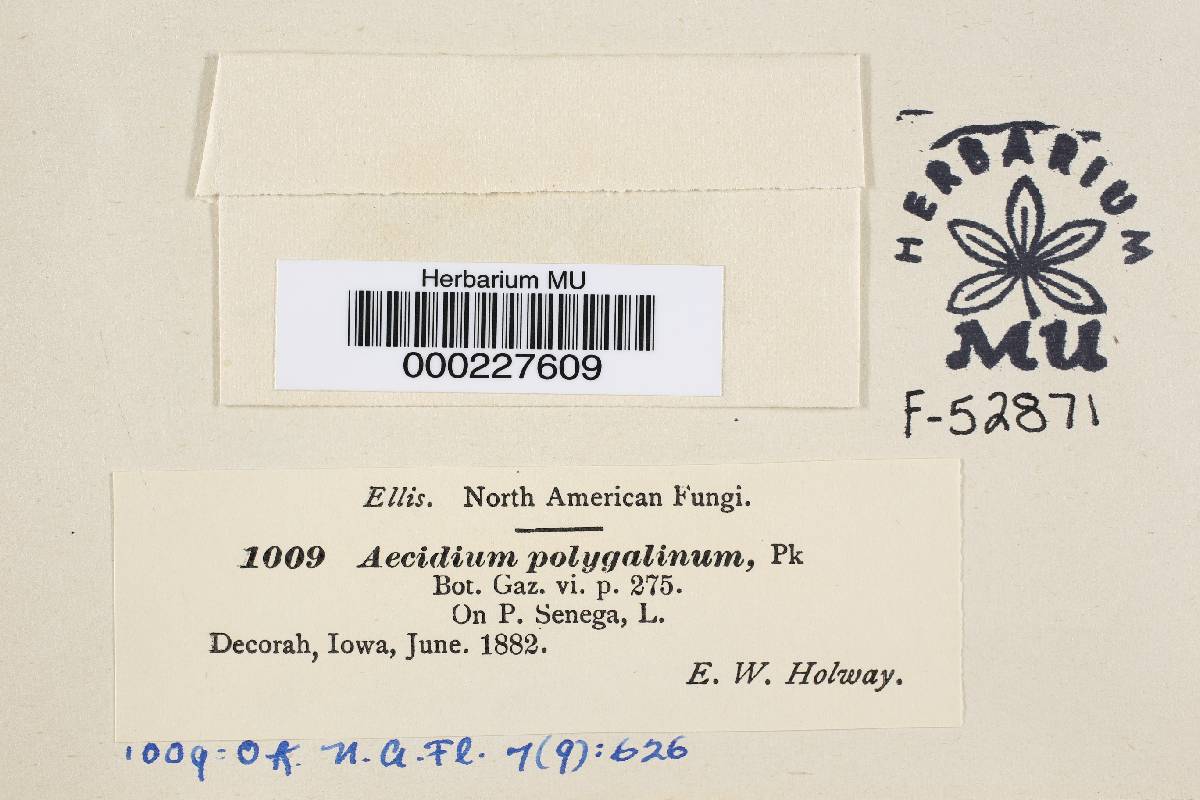 Herbarium MU
000227609
HERBARIUM
MU
F-52871
Ellis. North American Fungi.
1009 Aecidium polygalinum, Pk
Bot. Gaz. vi. p. 275.
On P. Senega, L.
Decorah, Iowa, June. 1882.
E. W. Holway.
1009=OK. N.A.Fl. 7(9):626